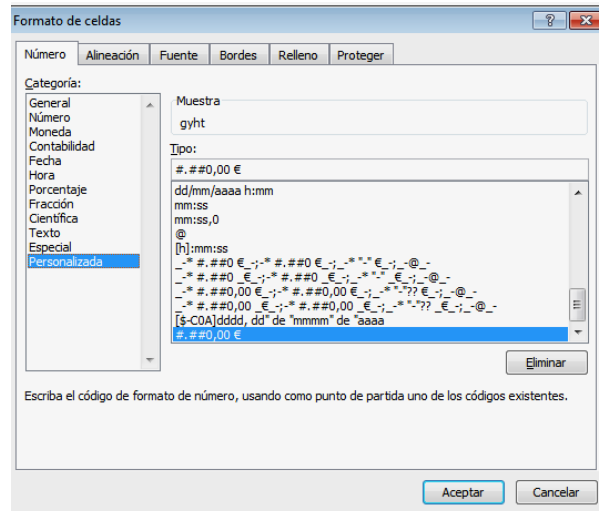 Formato de celdas
Número Alineación Fuente Bordes Relleno Proteger
Categoría:
General
Número
Moneda
Contabilidad
Fecha
Hora
Porcentaje
Fracción
Científica
Texto
Especial
Personalizada
Muestra
gyht
Tipo:
#.##0,00 €
dd/mm/aaaa h:mm
mm:ss
mm:ss,0
@
[h]:mm:ss
_-* #.##0 €_-;-* #.##0 €_-;_-* "-" €_-;_-@_-
_-* #.##0 _€_-;-* #.##0 _€_-;_-* "-" _€_-;_-@_-
_-* #.##0,00 €_-;-* #.##0,00 €_-;_-* "-"?? €_-;_-@_-
_-* #.##0,00 _€_-;-* #.##0,00 _€_-;_-* "-"?? _€_-;_-@_-
[$-C0A]dddd, dd" de "mmmm" de "aaaa
#.##0,00 €
Eliminar
Escriba el código de formato de número, usando como punto de partida uno de los códigos existentes.
Aceptar Cancelar